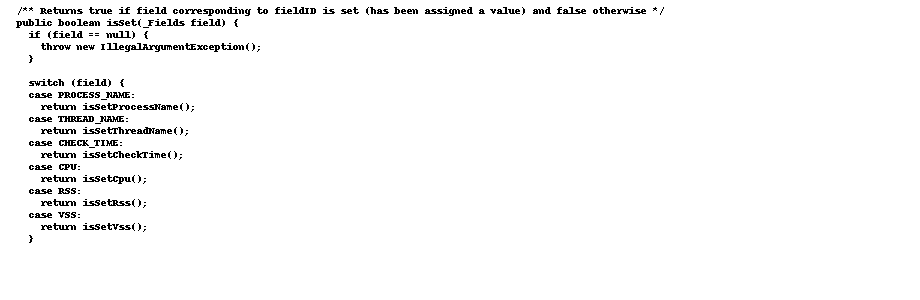 /** Returns true if field corresponding to fieldID is set (has been assigned a value) and false otherwise */
public boolean isSet(_Fields field) {
if (field == null) {
throw new IllegalArgumentException();
}
switch (field) {
case PROCESS_NAME:
return isSetProcessName();
case THREAD_NAME:
return isSetThreadName();
case CHECK_TIME:
return isSetCheckTime();
case CPU:
return isSetCpu();
case RSS:
return isSetRss();
case VSS:
return isSetVss();
}